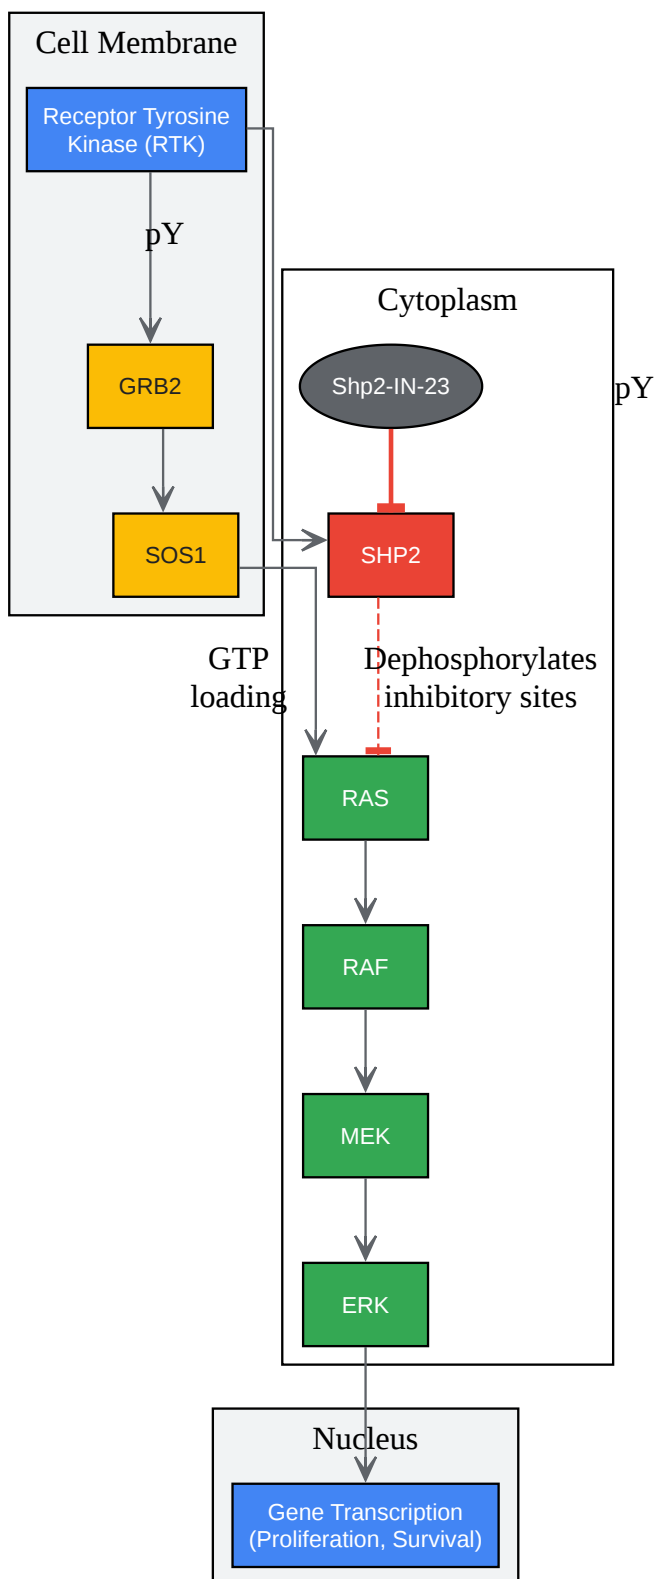 Cell Membrane
Receptor Tyrosine
Kinase (RTK)
pY
Cytoplasm
GRB2
Shp2-IN-23
pY
SOS1
SHP2
GTP
loading
Dephosphorylates
inhibitory sites
RAS
RAF
MEK
ERK
Nucleus
Gene Transcription
(Proliferation, Survival)